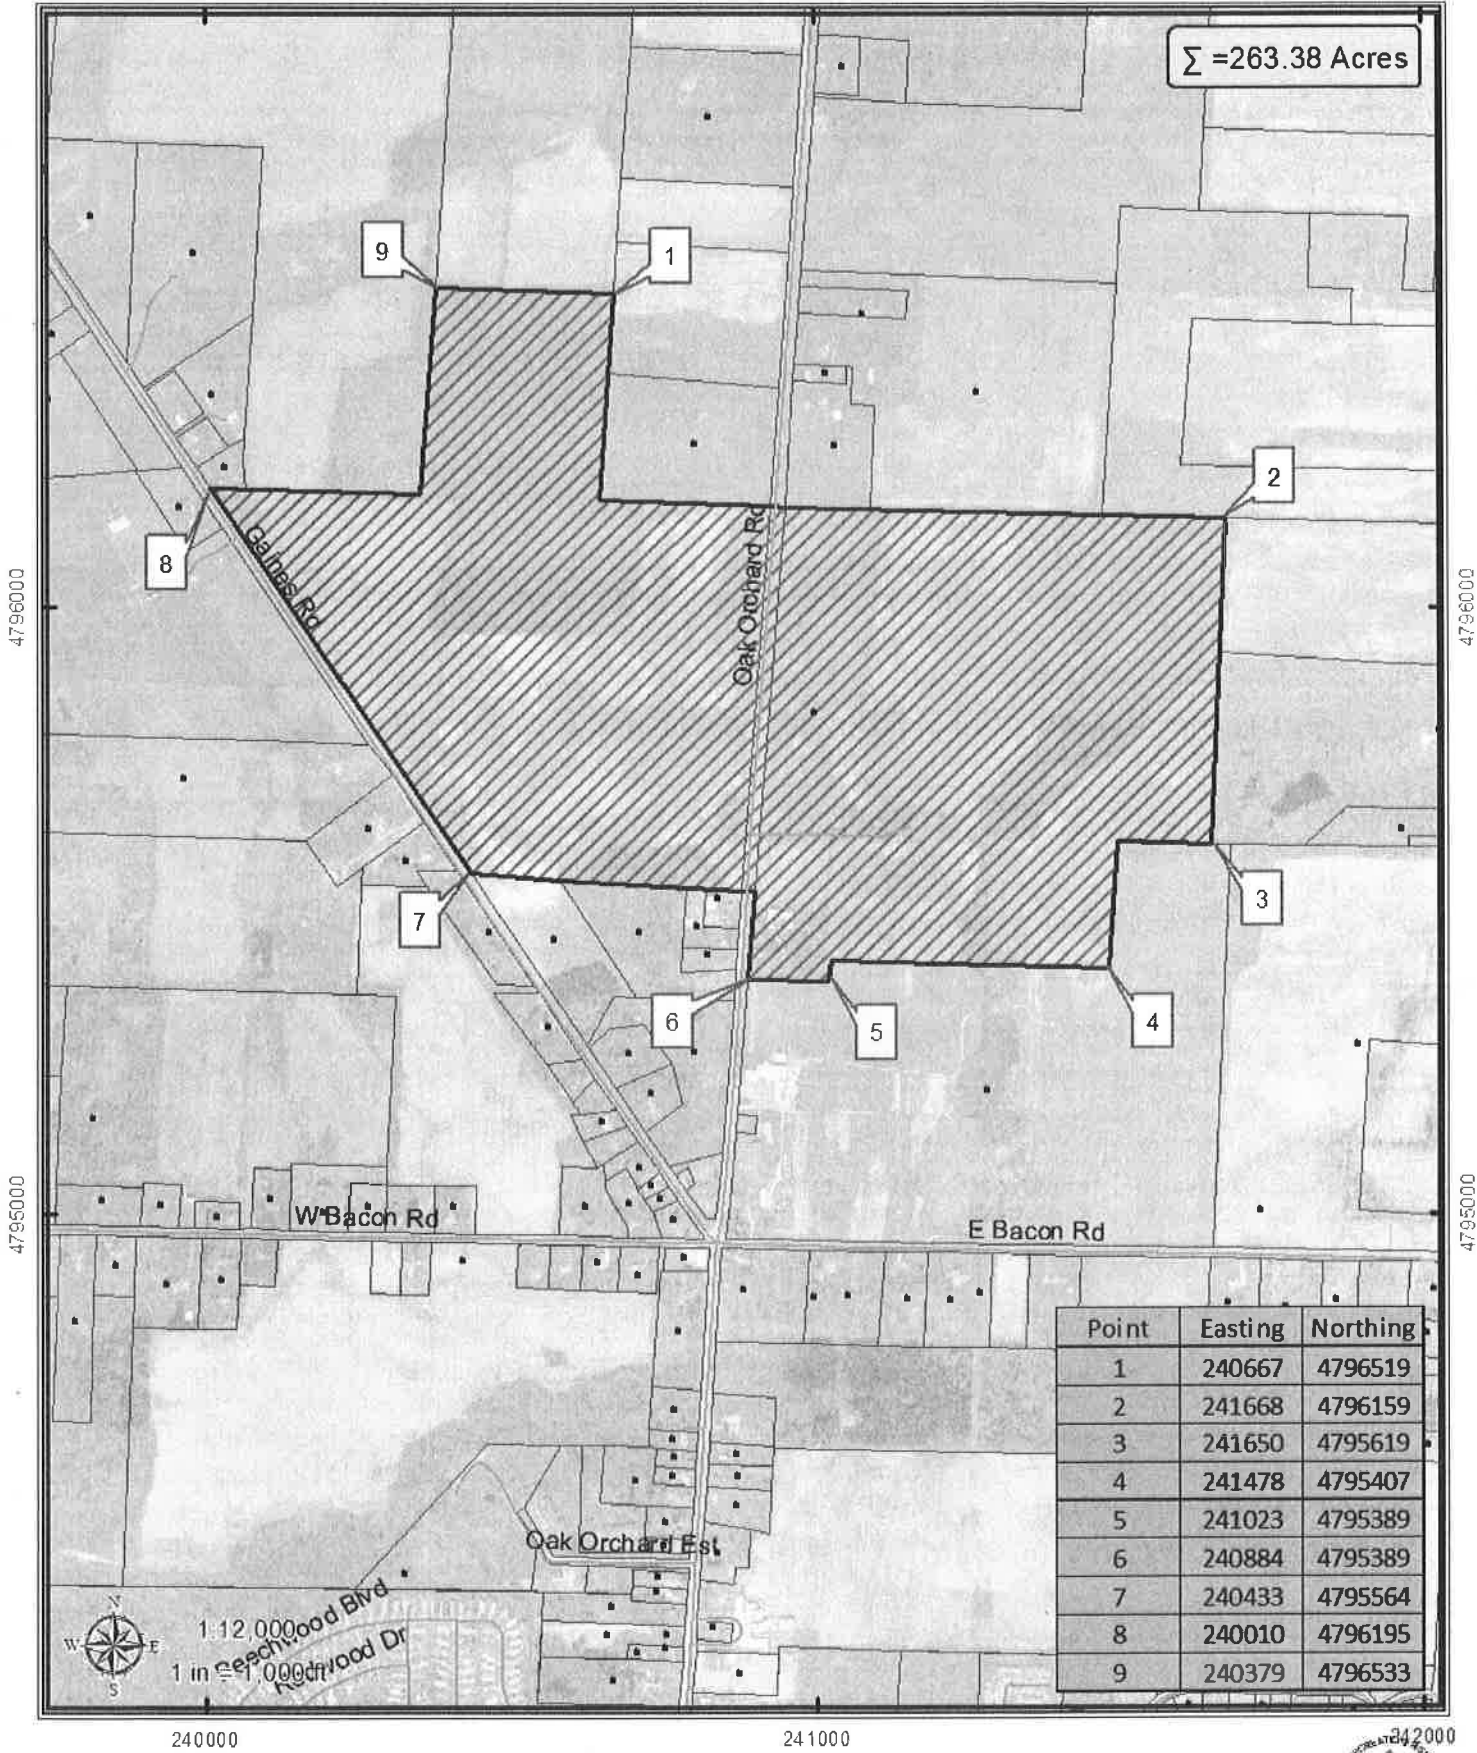 ∑ =263.38 Acres
9
1
2
8
Gaines Rd
Oak Orchard Rd
4796000
4796000
3
7
6
5
4
4795000
4795000
W Bacon Rd
E Bacon Rd
Point Easting Northing
1 240667 4796519
2 241668 4796159
3 241650 4795619
4 241478 4795407
5 241023 4795389
6 240884 4795389
7 240433 4795564
8 240010 4796195
9 240379 4796533
Oak Orchard Est
Beechwood Blvd
Redwood Dr
N
W E
S
1:12,000
1 in = 1,000 ft
240000
241000
242000